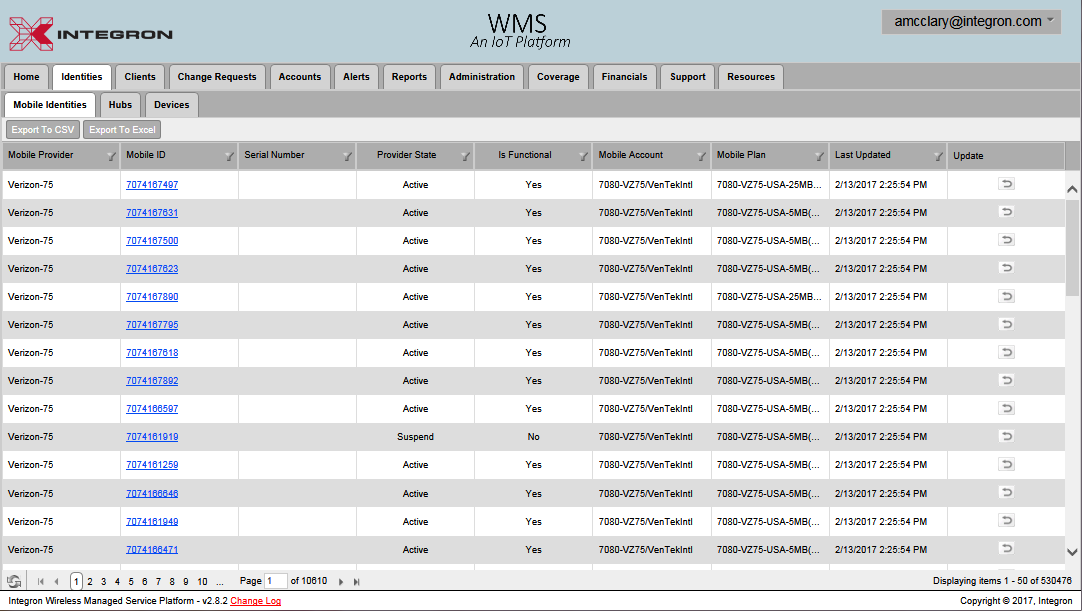 INTEGRON
WMS
An IoT Platform
amcclary@integron.com
Home Identities Clients Change Requests Accounts Alerts Reports Administration Coverage Financials Support Resources
Mobile Identities Hubs Devices
Export To CSV Export To Excel
Mobile Provider Mobile ID Serial Number Provider State Is Functional Mobile Account Mobile Plan Last Updated Update
Verizon-75 7074167497 Active Yes 7080-VZ75/VenTekIntl 7080-VZ75-USA-25MB... 2/13/2017 2:25:54 PM
Verizon-75 7074167631 Active Yes 7080-VZ75/VenTekIntl 7080-VZ75-USA-5MB(... 2/13/2017 2:25:54 PM
Verizon-75 7074167500 Active Yes 7080-VZ75/VenTekIntl 7080-VZ75-USA-5MB(... 2/13/2017 2:25:54 PM
Verizon-75 7074167623 Active Yes 7080-VZ75/VenTekIntl 7080-VZ75-USA-5MB(... 2/13/2017 2:25:54 PM
Verizon-75 7074167890 Active Yes 7080-VZ75/VenTekIntl 7080-VZ75-USA-25MB... 2/13/2017 2:25:54 PM
Verizon-75 7074167795 Active Yes 7080-VZ75/VenTekIntl 7080-VZ75-USA-5MB(... 2/13/2017 2:25:54 PM
Verizon-75 7074167618 Active Yes 7080-VZ75/VenTekIntl 7080-VZ75-USA-5MB(... 2/13/2017 2:25:54 PM
Verizon-75 7074167892 Active Yes 7080-VZ75/VenTekIntl 7080-VZ75-USA-5MB(... 2/13/2017 2:25:54 PM
Verizon-75 7074166597 Active Yes 7080-VZ75/VenTekIntl 7080-VZ75-USA-5MB(... 2/13/2017 2:25:54 PM
Verizon-75 7074161919 Suspend No 7080-VZ75/VenTekIntl 7080-VZ75-USA-5MB(... 2/13/2017 2:25:54 PM
Verizon-75 7074161259 Active Yes 7080-VZ75/VenTekIntl 7080-VZ75-USA-5MB(... 2/13/2017 2:25:54 PM
Verizon-75 7074166646 Active Yes 7080-VZ75/VenTekIntl 7080-VZ75-USA-5MB(... 2/13/2017 2:25:54 PM
Verizon-75 7074161949 Active Yes 7080-VZ75/VenTekIntl 7080-VZ75-USA-5MB(... 2/13/2017 2:25:54 PM
Verizon-75 7074166471 Active Yes 7080-VZ75/VenTekIntl 7080-VZ75-USA-5MB(... 2/13/2017 2:25:54 PM
1 2 3 4 5 6 7 8 9 10 ... Page 1 of 10610 Displaying items 1 - 50 of 530476
Integron Wireless Managed Service Platform - v2.8.2 Change Log Copyright © 2017, Integron